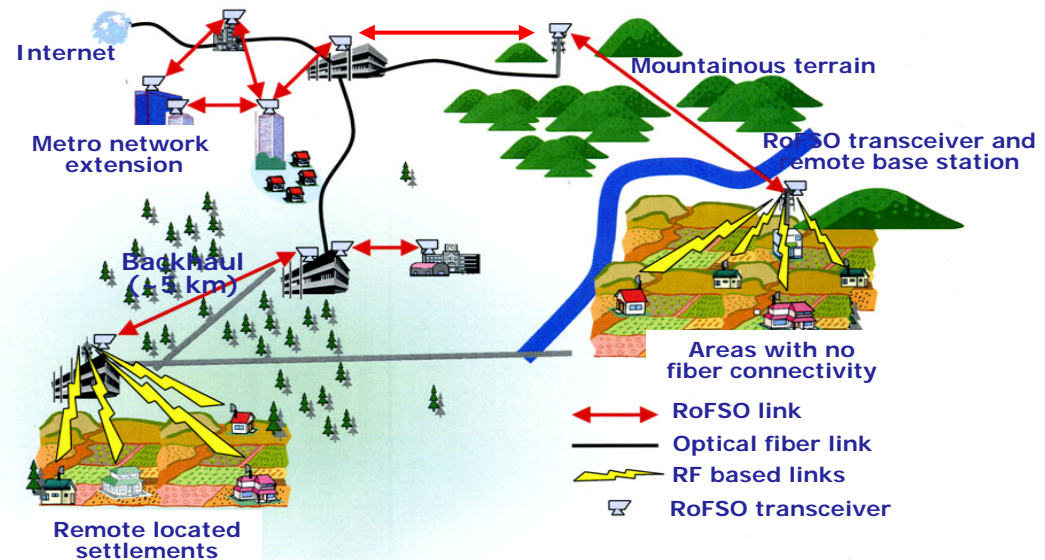 Internet
Mountainous terrain
Metro network
extension
RoFSO transceiver and
remote base station
Backhaul
(~5 km)
Areas with no
fiber connectivity
RoFSO link
Optical fiber link
RF based links
RoFSO transceiver
Remote located
settlements